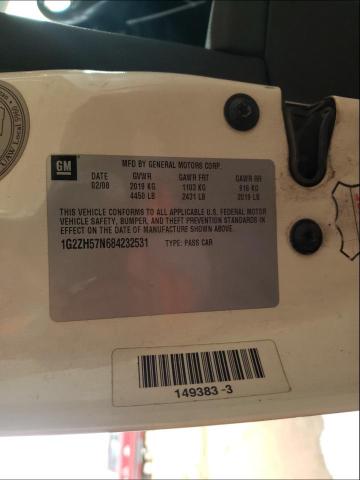 GM
MFD BY GENERAL MOTORS CORP.
DATE GVWR GAWR FRT GAWR RR
02/08 2019 KG 1103 KG 916 KG
4450 LB 2431 LB 2019 LB
THIS VEHICLE CONFORMS TO ALL APPLICABLE U.S. FEDERAL MOTOR
VEHICLE SAFETY, BUMPER, AND THEFT PREVENTION STANDARDS IN
EFFECT ON THE DATE OF MANUFACTURE SHOWN ABOVE.
1G2ZH57N684232531 TYPE: PASS CAR
149383-3